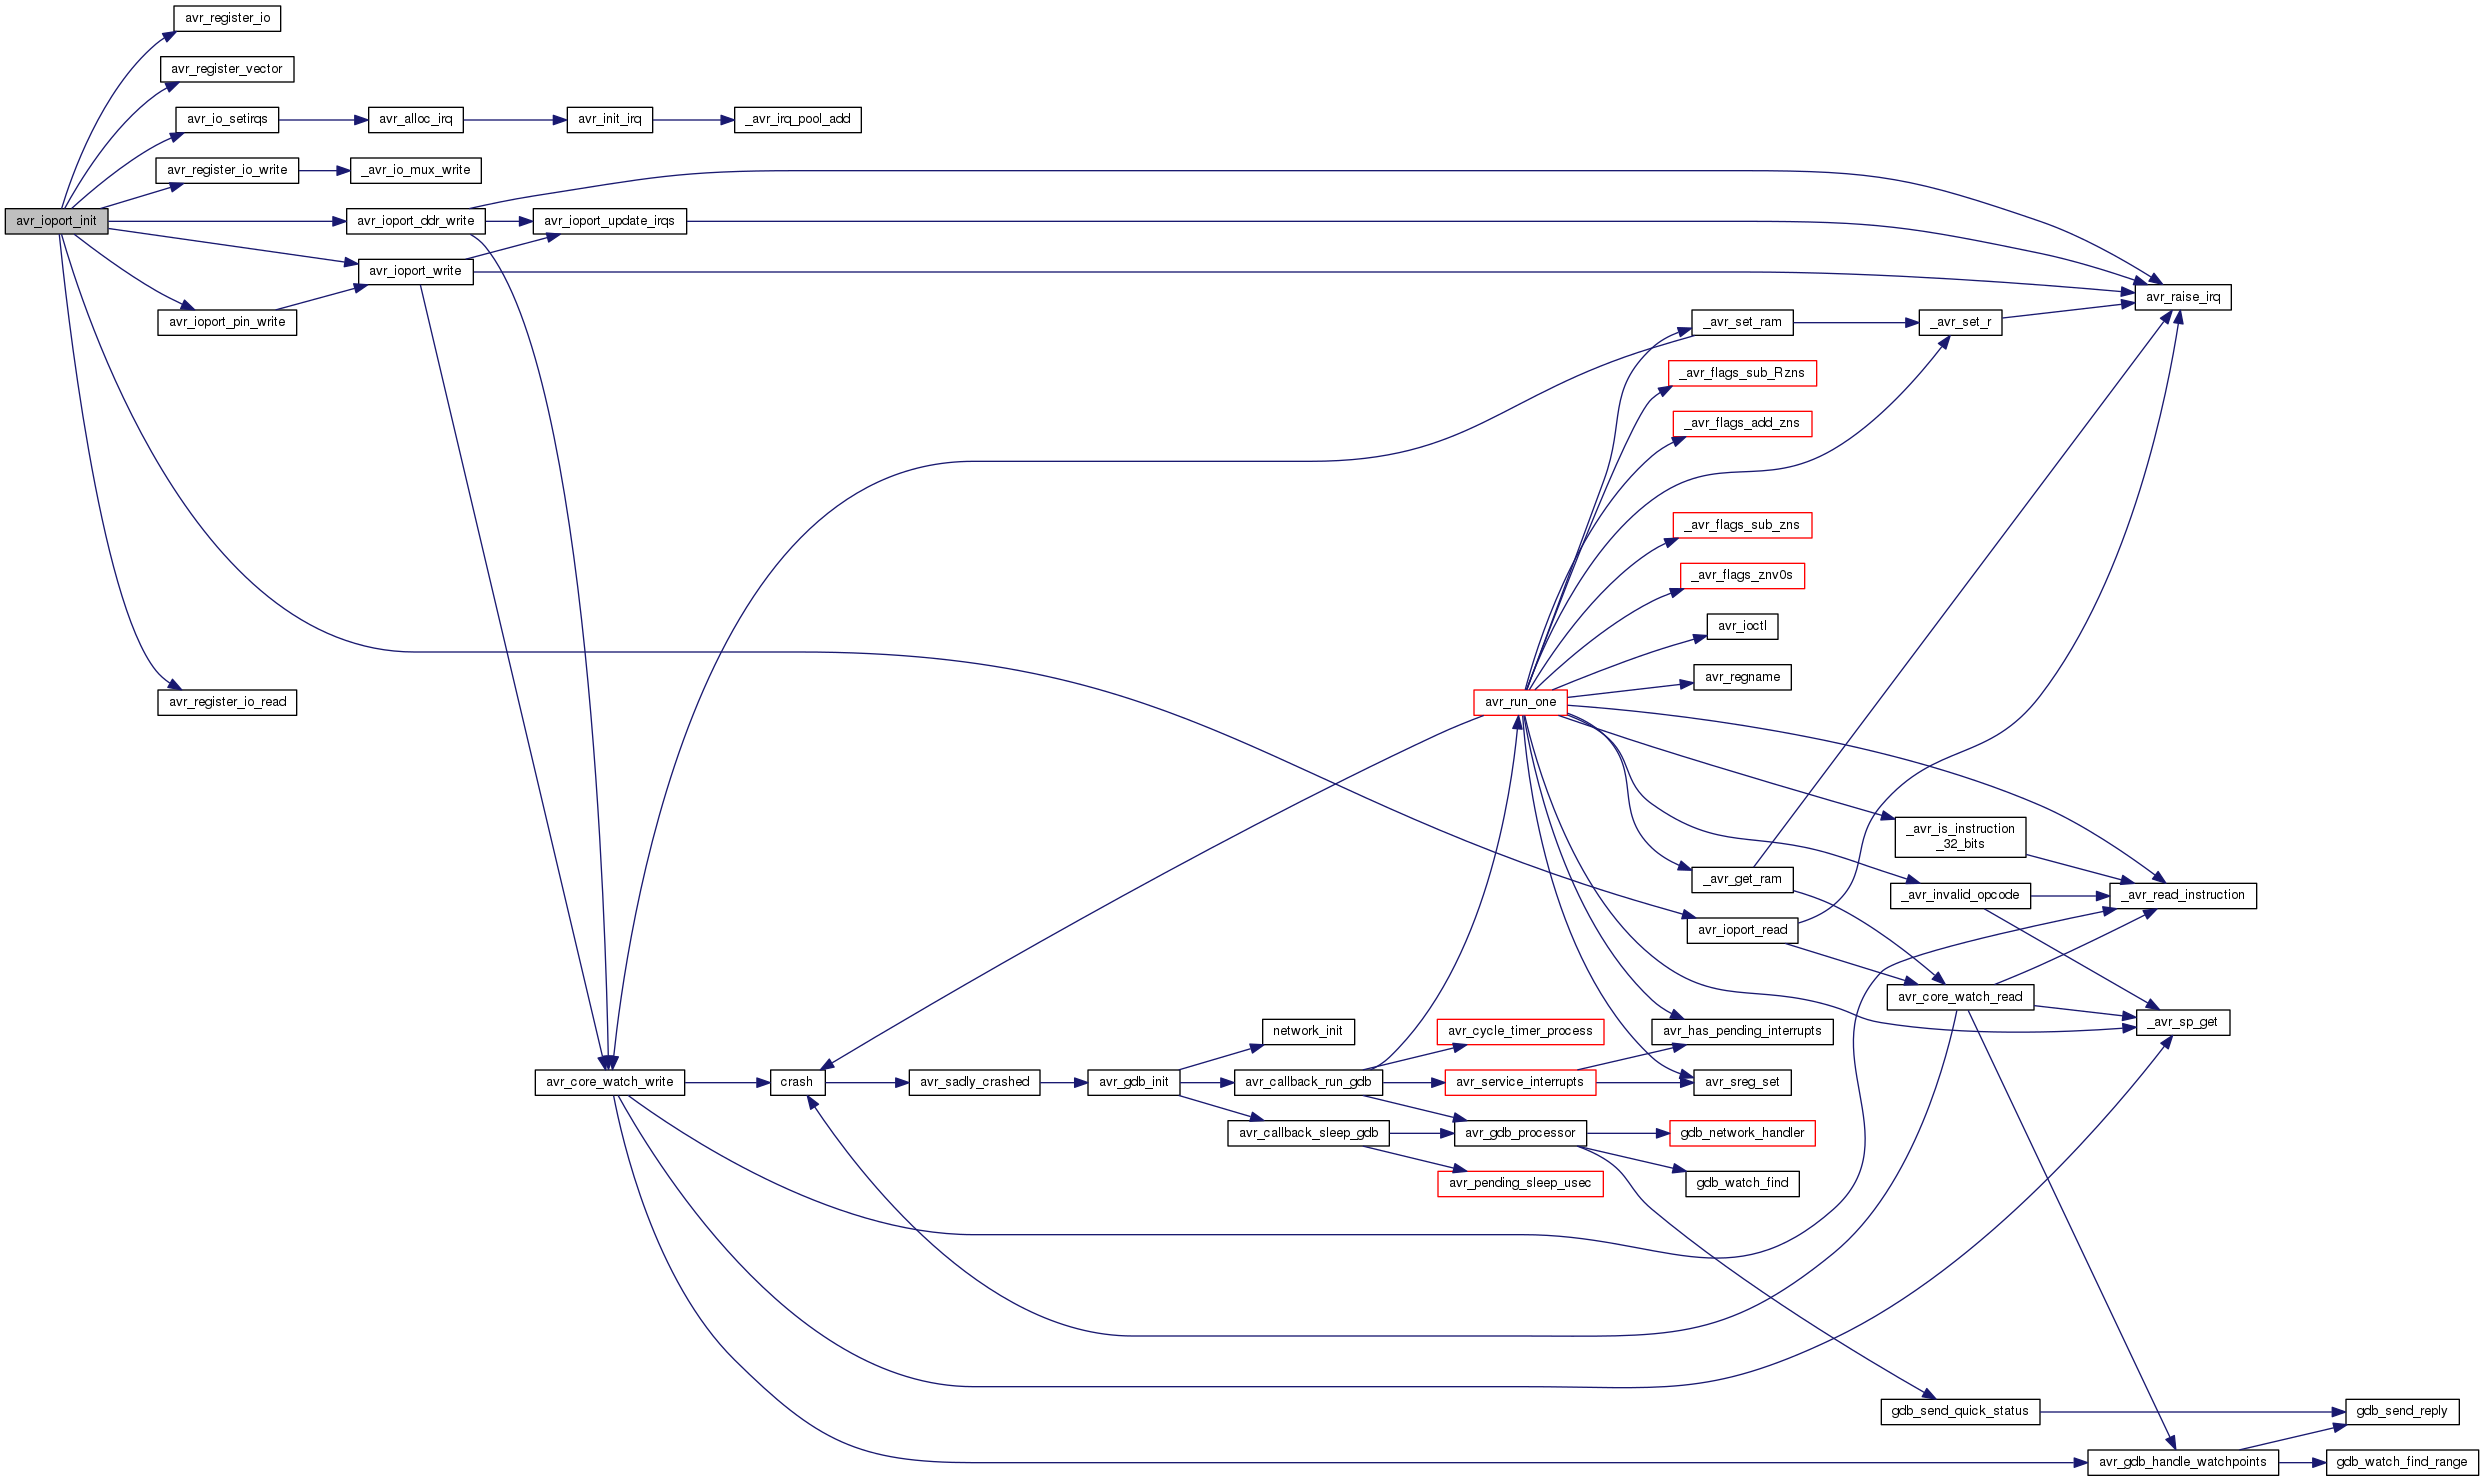 avr_register_io
avr_register_vector
avr_io_setirqs
avr_alloc_irq
avr_init_irq
_avr_irq_pool_add
avr_register_io_write
_avr_io_mux_write
avr_ioport_init
avr_ioport_ddr_write
avr_ioport_update_irqs
avr_ioport_write
avr_raise_irq
avr_ioport_pin_write
_avr_set_ram
_avr_set_r
_avr_flags_sub_Rzns
_avr_flags_add_zns
_avr_flags_sub_zns
_avr_flags_znv0s
avr_ioctl
avr_regname
avr_register_io_read
avr_run_one
_avr_is_instruction
_32_bits
_avr_get_ram
_avr_invalid_opcode
_avr_read_instruction
avr_ioport_read
avr_core_watch_read
_avr_sp_get
network_init
avr_cycle_timer_process
avr_has_pending_interrupts
avr_core_watch_write
crash
avr_sadly_crashed
avr_gdb_init
avr_callback_run_gdb
avr_service_interrupts
avr_sreg_set
avr_callback_sleep_gdb
avr_gdb_processor
gdb_network_handler
avr_pending_sleep_usec
gdb_watch_find
gdb_send_quick_status
gdb_send_reply
avr_gdb_handle_watchpoints
gdb_watch_find_range